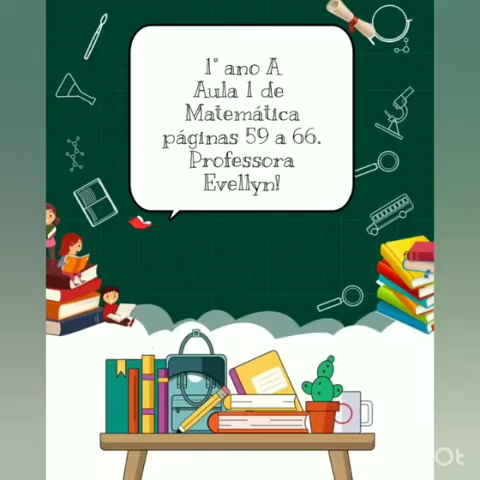 1° ano A
Aula 1 de
Matemática
páginas 59 a 66.
Professora
Evellyn!